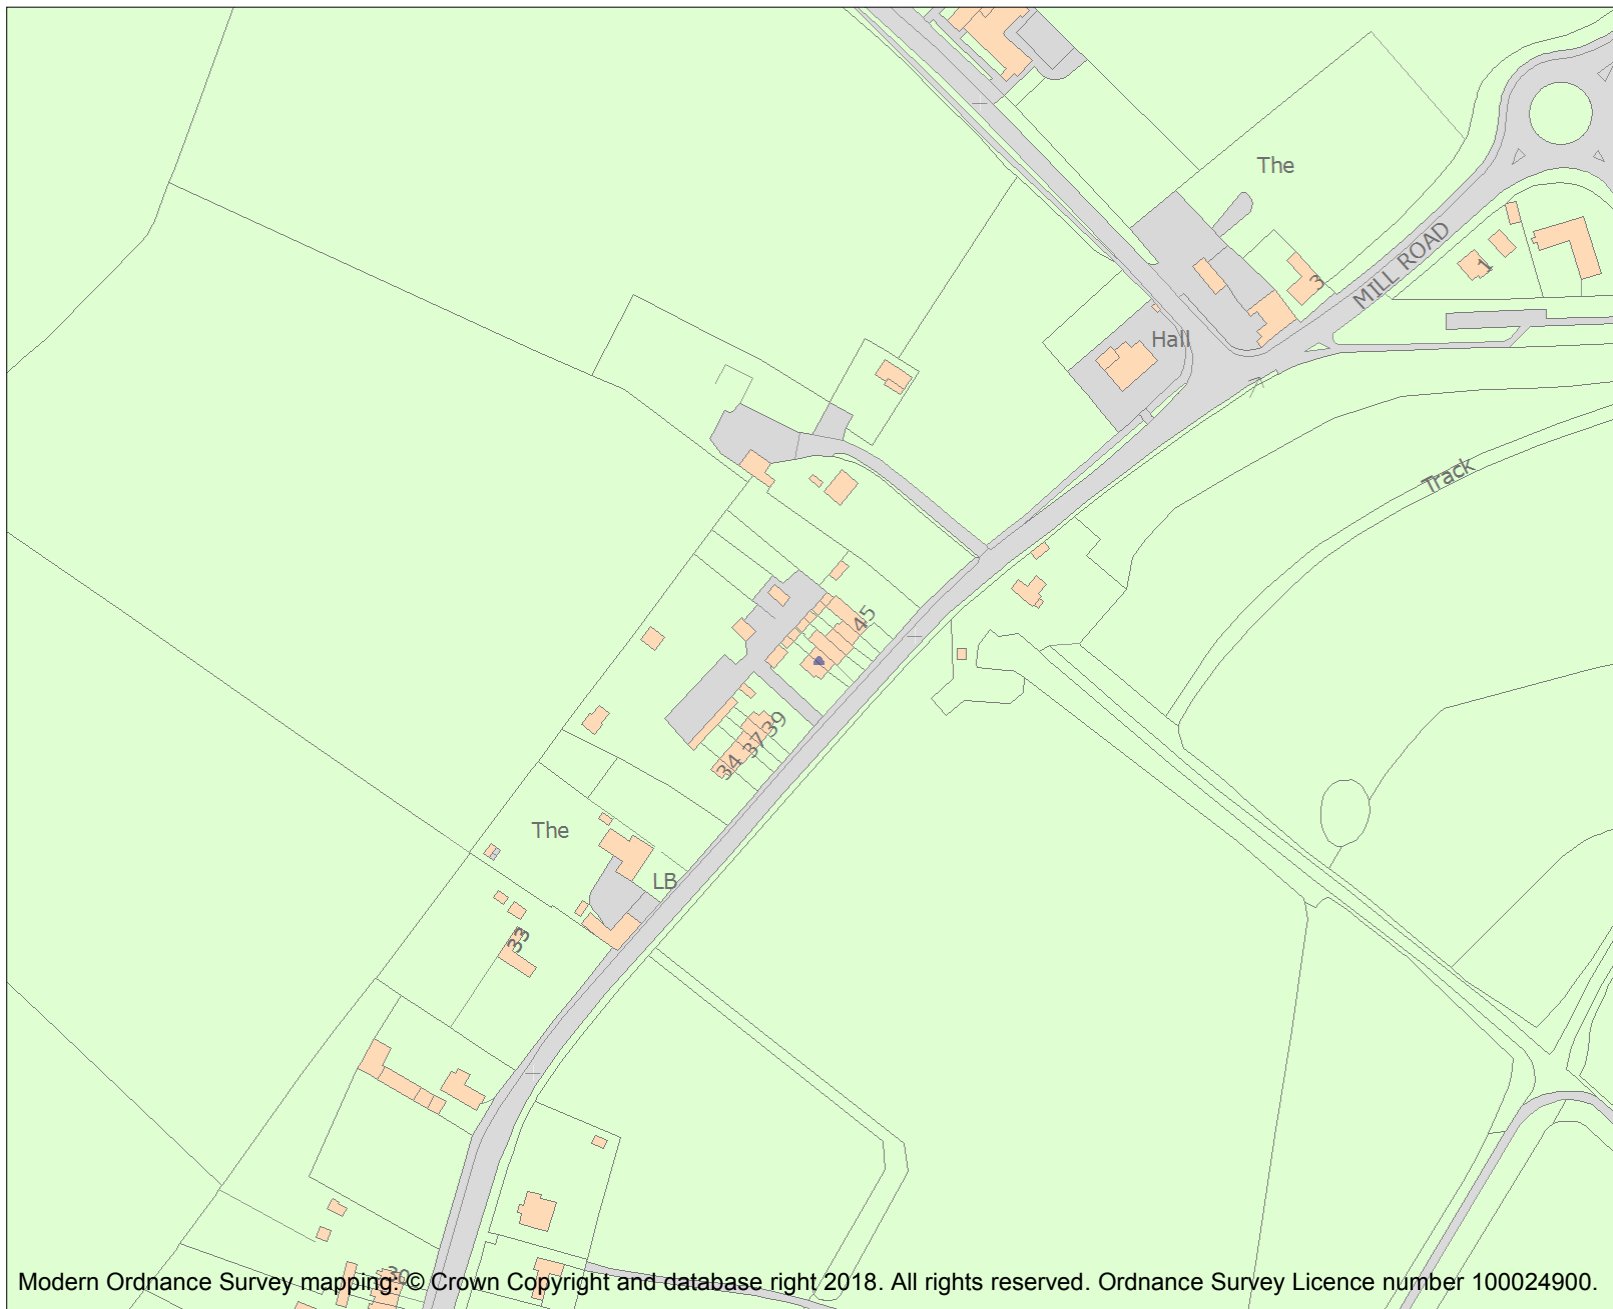 The
MILL ROAD
3
1
Hall
Track
45
39
37
34
The
LB
33
30
Modern Ordnance Survey mapping: © Crown Copyright and database right 2018. All rights reserved. Ordnance Survey Licence number 100024900.